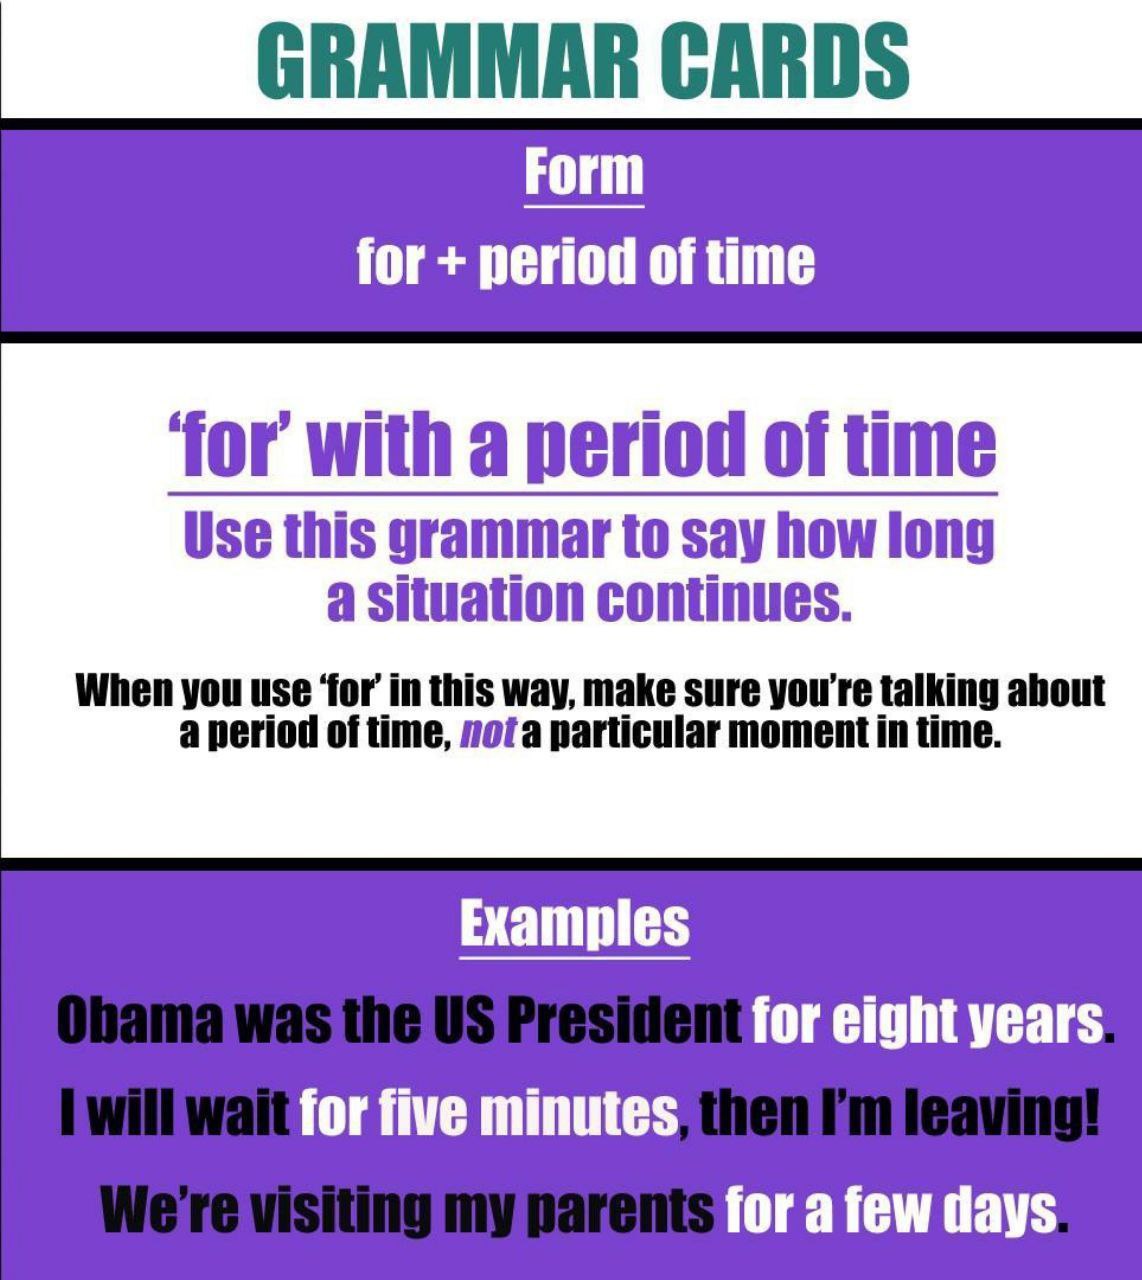 GRAMMAR CARDS
Form
for + period of time
‘for’ with a period of time
Use this grammar to say how long
a situation continues.
When you use ‘for’ in this way, make sure you’re talking about
a period of time, not a particular moment in time.
Examples
Obama was the US President for eight years.
I will wait for five minutes, then I’m leaving!
We’re visiting my parents for a few days.